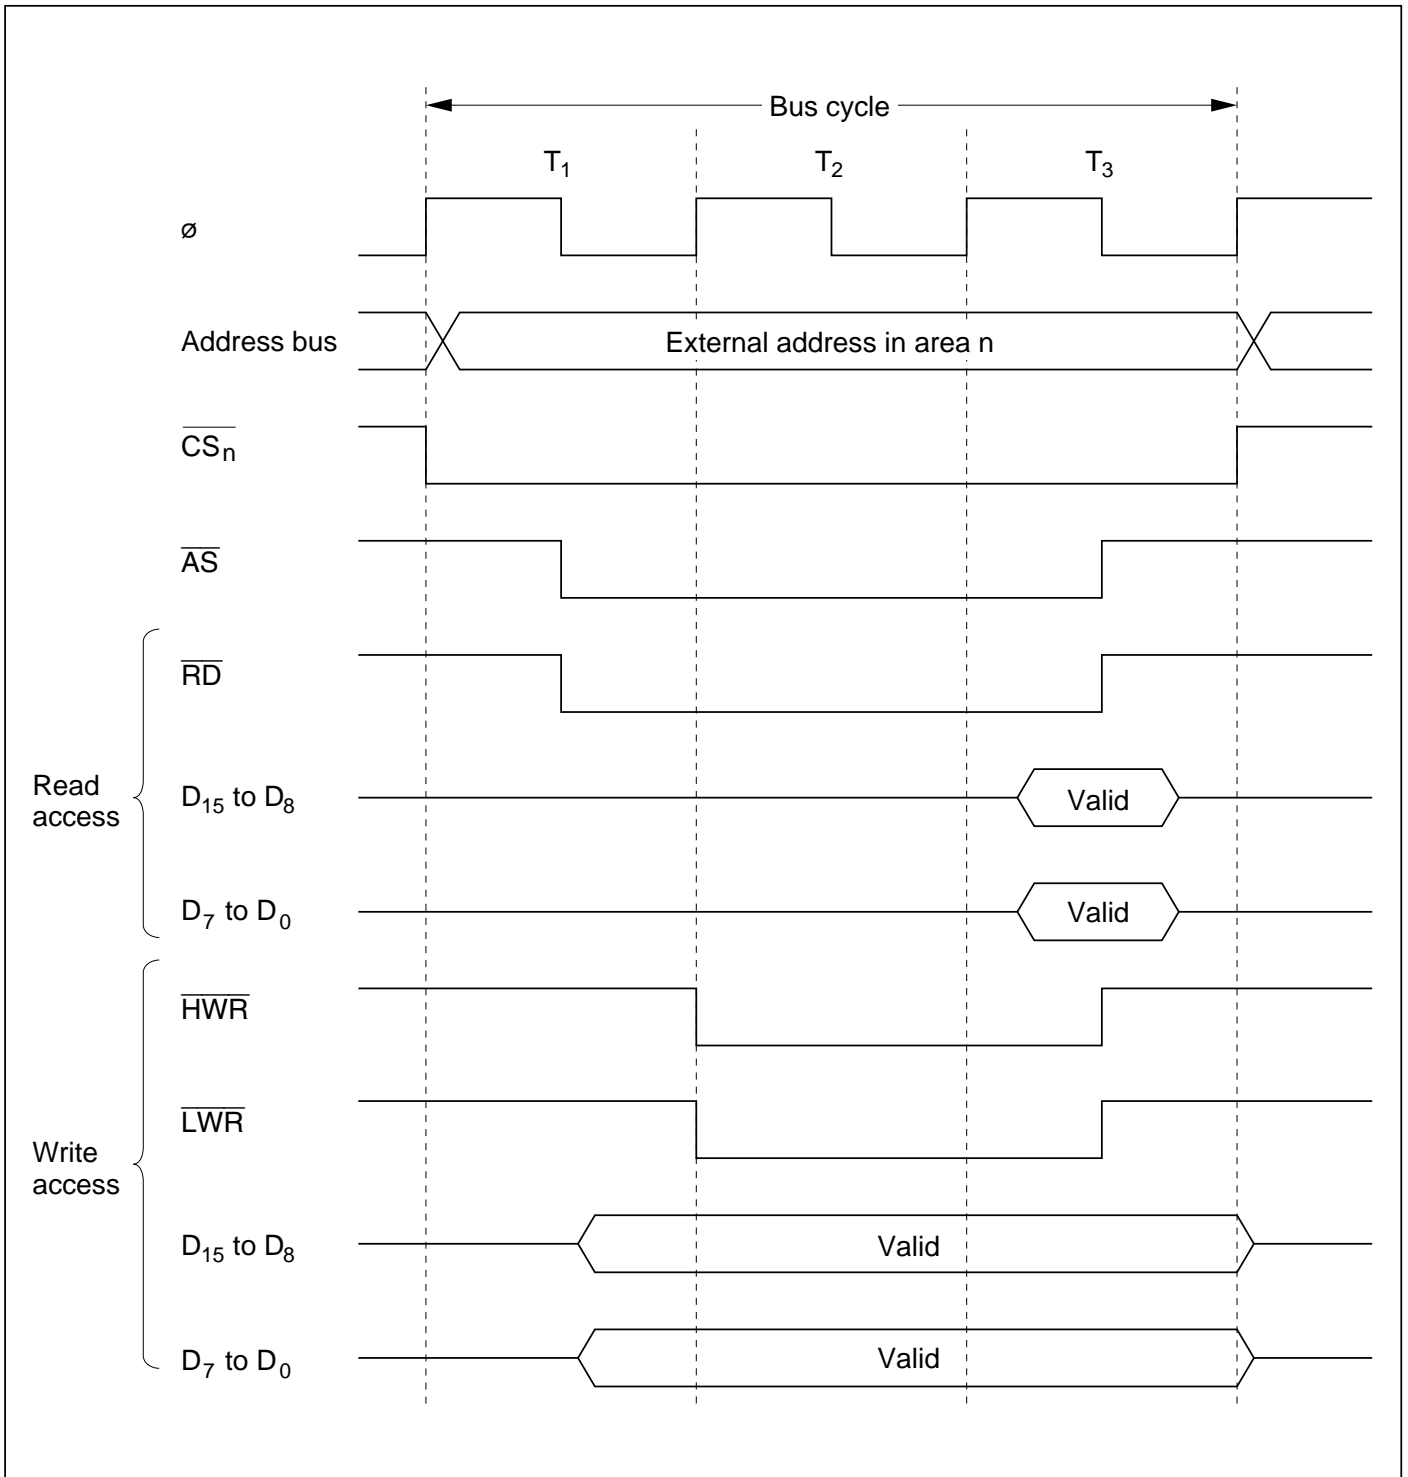 Bus cycle
T1 T2 T3
ø
Address bus External address in area n
CSn
AS
RD
Read
access
D15 to D8 Valid
D7 to D0 Valid
HWR
LWR
Write
access
D15 to D8 Valid
D7 to D0 Valid